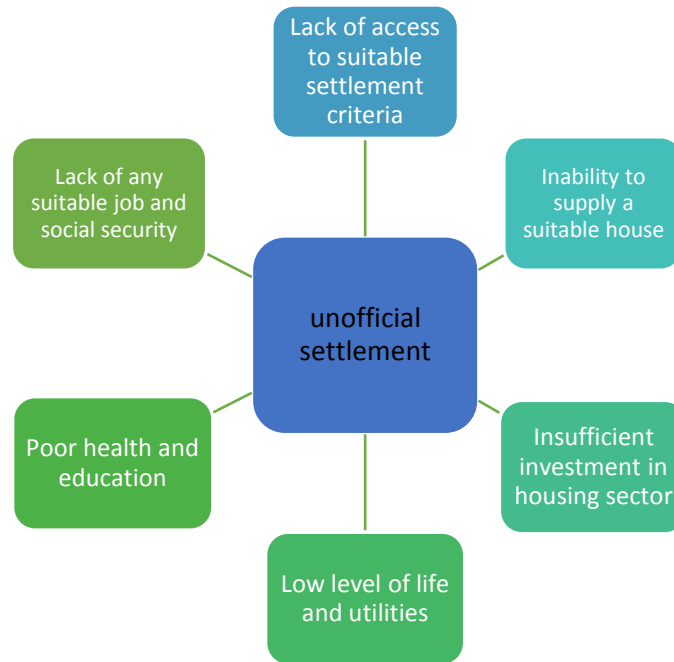 Lack of access
to suitable
settlement
criteria
Lack of any
suitable job and
social security
Inability to
supply a
suitable house
unofficial
settlement
Poor health and
education
Insufficient
investment in
housing sector
Low level of life
and utilities